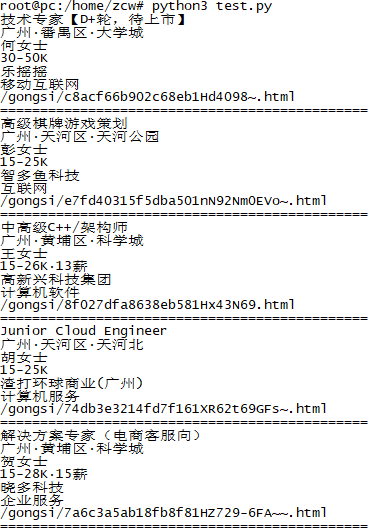 root@pc:/home/zcw# python3 test.py
技术专家【D+轮，待上市】
广州·番禺区·大学城
何女士
30-50K
乐摇摇
移动互联网
/gongsi/c8acf66b902c68eb1Hd4098~.html
==============================================
高级棋牌游戏策划
广州·天河区·天河公园
彭女士
15-25K
智多鱼科技
互联网
/gongsi/e7fd40315f5dba501nN92Nm0EVo~.html
==============================================
中高级C++/架构师
广州·黄埔区·科学城
王女士
15-26K·13薪
高新兴科技集团
计算机软件
/gongsi/8f027dfa8638eb581Hx43N69.html
==============================================
Junior Cloud Engineer
广州·天河区·天河北
胡女士
15-25K
渣打环球商业(广州)
计算机服务
/gongsi/74db3e3214fd7f161XR62t69GFs~.html
==============================================
解决方案专家（电商客服向）
广州·黄埔区·科学城
贺女士
15-28K·15薪
晓多科技
企业服务
/gongsi/7a6c3a5ab18fb8f81HZ729-6FA~~.html
==============================================